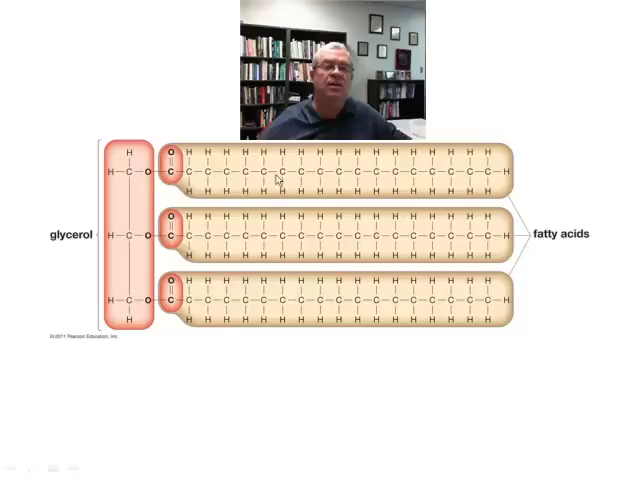 H O H H H H H H H H H H H H H H H H H
H—C—O—C—C—C—C—C—C—C—C—C—C—C—C—C—C—C—C—C—C—H
H H H H H H H H H H H H H H H H H
O H H H H H H H H H H H H H H H H H
glycerol
H—C—O—C—C—C—C—C—C—C—C—C—C—C—C—C—C—C—C—C—C—H
fatty acids
H H H H H H H H H H H H H H H H H
O H H H H H H H H H H H H H H H H H
H—C—O—C—C—C—C—C—C—C—C—C—C—C—C—C—C—C—C—C—C—H
H H H H H H H H H H H H H H H H H H
© 2011 Pearson Education, Inc.